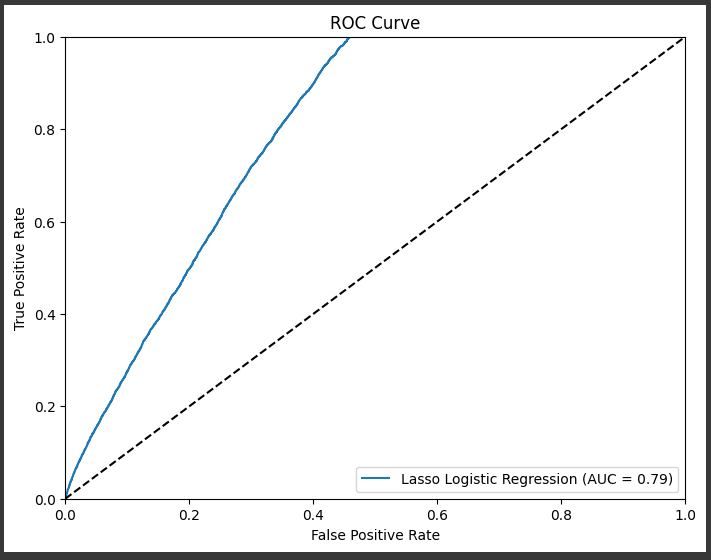 ROC Curve
True Positive Rate
1.0
0.8
0.6
0.4
0.2
0.0
Lasso Logistic Regression (AUC = 0.79)
0.0 0.2 0.4 0.6 0.8 1.0
False Positive Rate